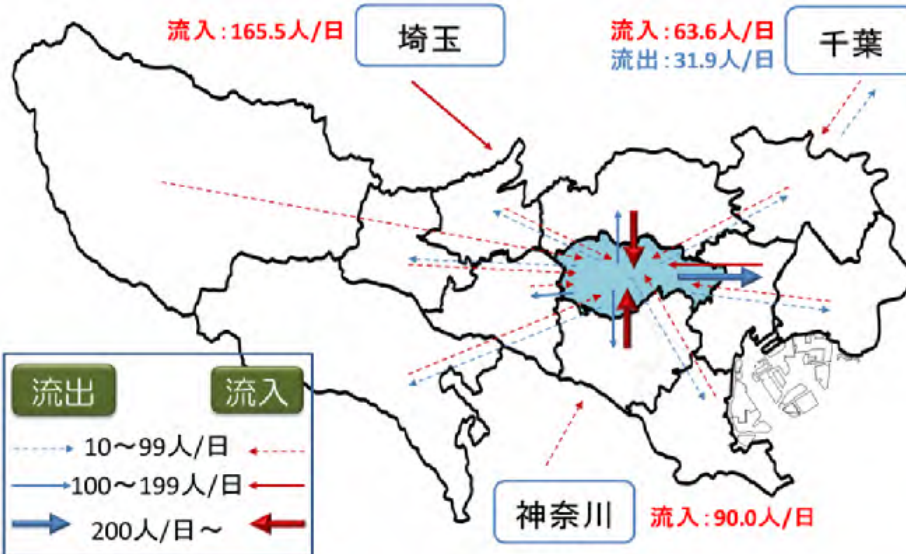 流入：165.5人/日
埼玉
流入：63.6人/日
流出：31.9人/日
千葉
流出
流入
10～99人/日
100～199人/日
200人/日～
神奈川
流入：90.0人/日